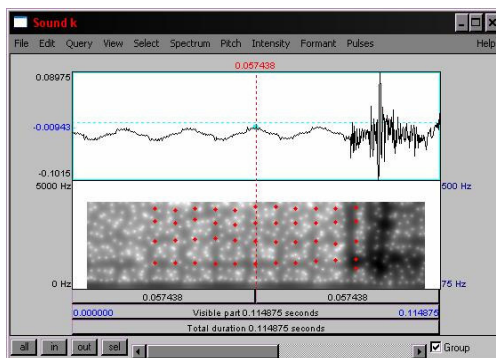 Sound k
File Edit Query View Select Spectrum Pitch Intensity Formant Pulses Help
0.057438
0.08975
-0.00943
-0.1015
5000 Hz 500 Hz
0 Hz 75 Hz
0.057438 0.057438
0.000000 Visible part 0.114875 seconds 0.114875
Total duration 0.114875 seconds
all in out sel Group